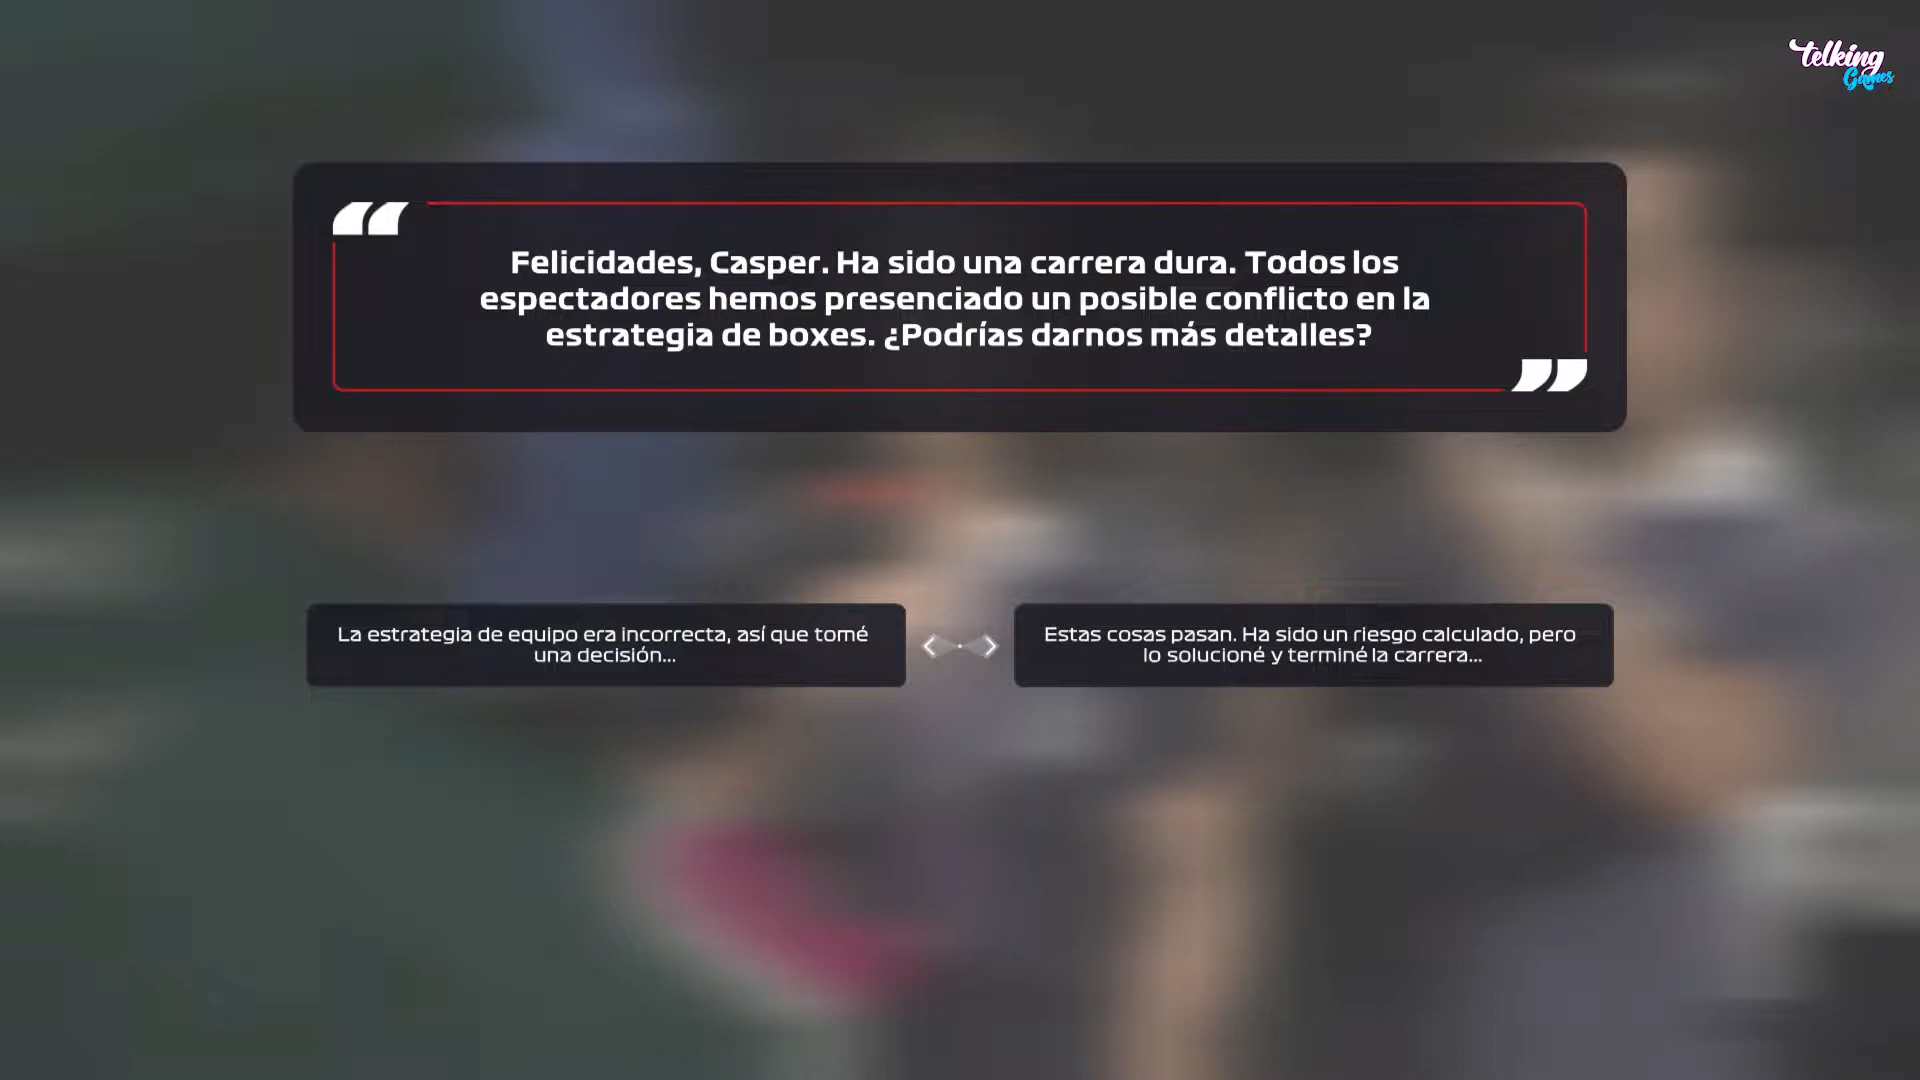 Telking
Games
Felicidades, Casper. Ha sido una carrera dura. Todos los
espectadores hemos presenciado un posible conflicto en la
estrategia de boxes. ¿Podrías darnos más detalles?
La estrategia de equipo era incorrecta, así que tomé
una decisión...
Estas cosas pasan. Ha sido un riesgo calculado, pero
lo solucioné y terminé la carrera...